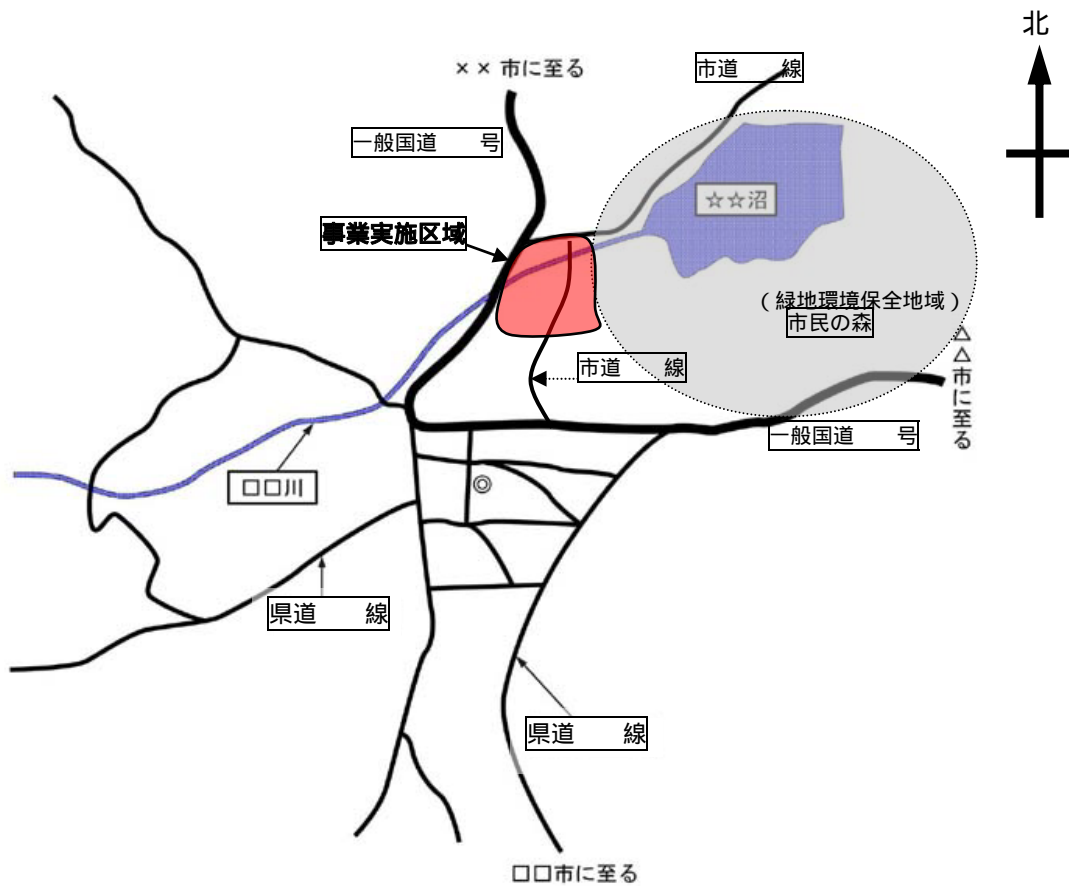 北
××市に至る
市道　　線
一般国道　　号
☆☆沼
事業実施区域
（緑地環境保全地域）
市民の森
△△市に至る
市道　　線
一般国道　　号
□□川
◎
県道　　線
県道　　線
□□市に至る